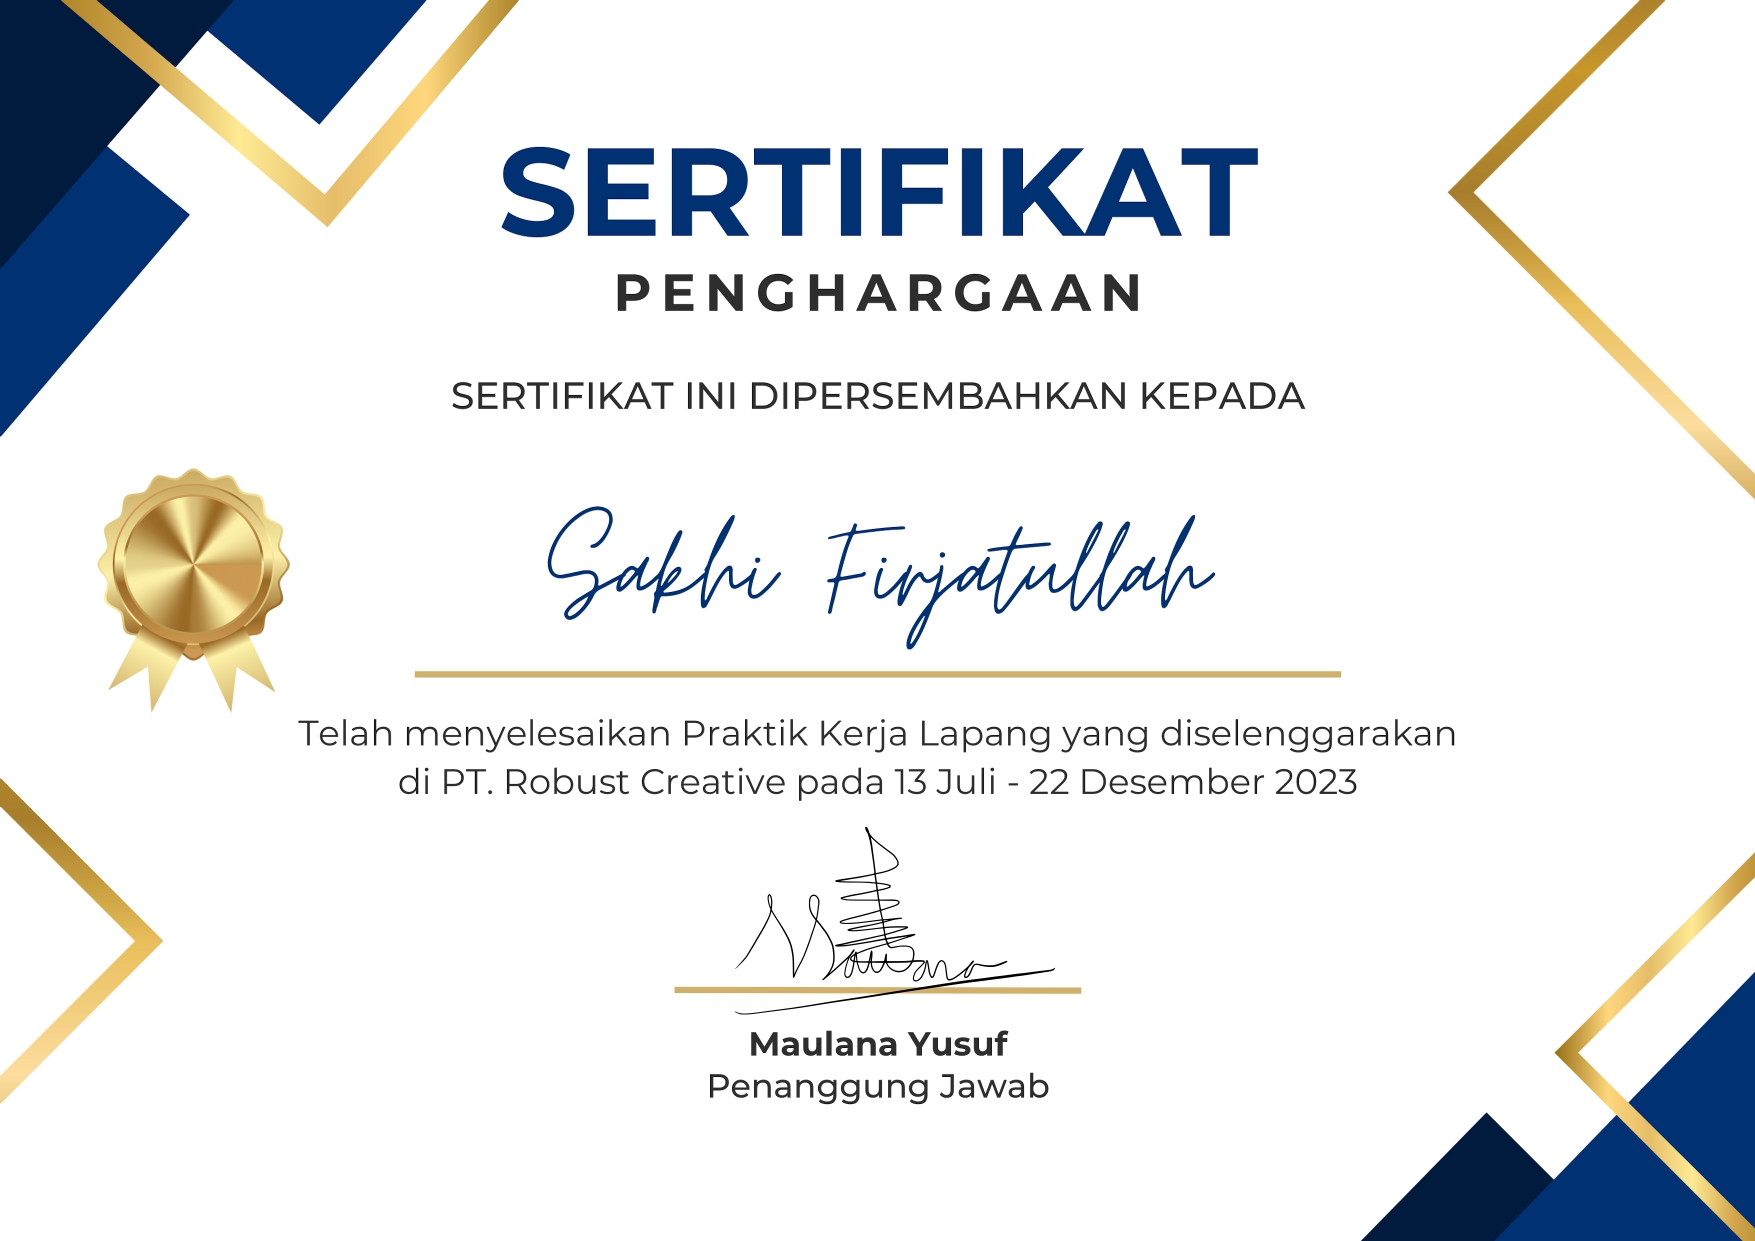 SERTIFIKAT
PENGHARGAAN
SERTIFIKAT INI DIPERSEMBAHKAN KEPADA
Sakhi Firjatullah
Telah menyelesaikan Praktik Kerja Lapang yang diselenggarakan
di PT. Robust Creative pada 13 Juli - 22 Desember 2023
Maulana Yusuf
Penanggung Jawab